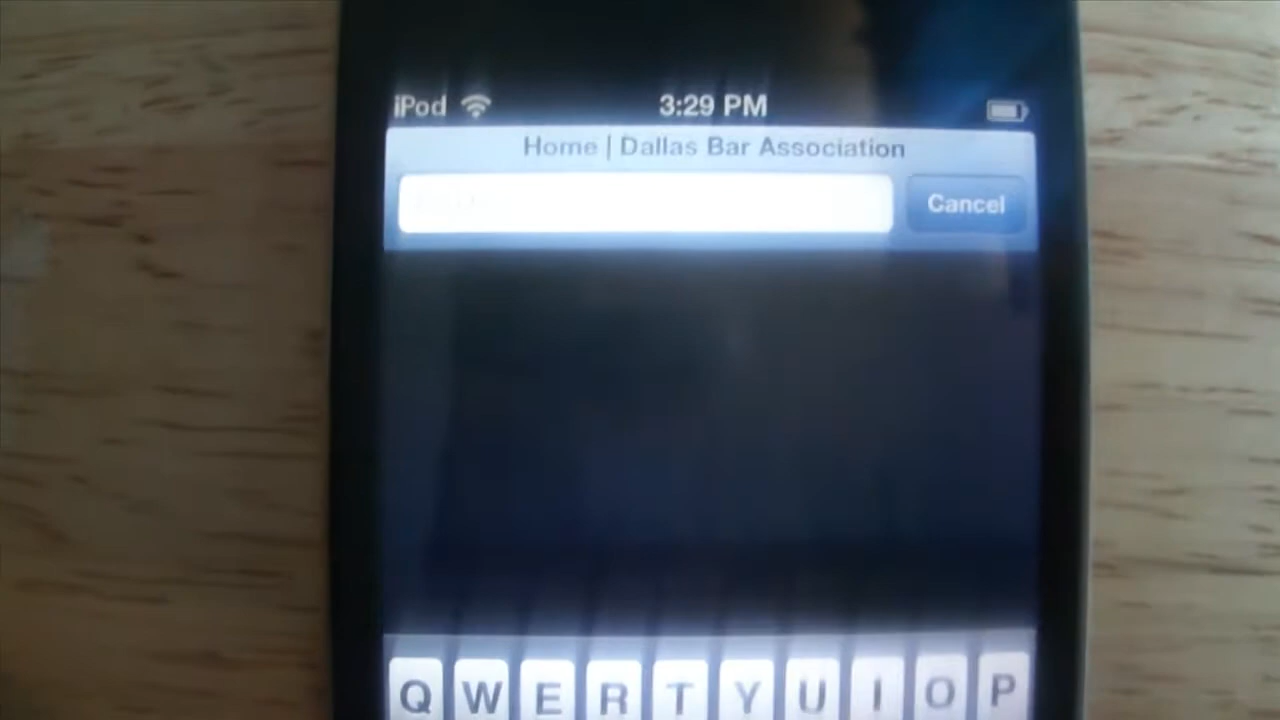 iPod 3:29 PM
Home | Dallas Bar Association
Cancel
Q W E R T Y U I O P